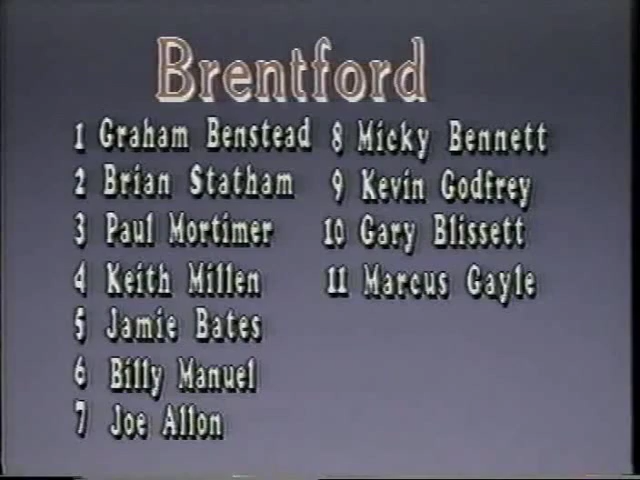 Brentford
1 Graham Benstead
2 Brian Statham
3 Paul Mortimer
4 Keith Millen
5 Jamie Bates
6 Billy Manuel
7 Joe Allon
8 Micky Bennett
9 Kevin Godfrey
10 Gary Blissett
11 Marcus Gayle